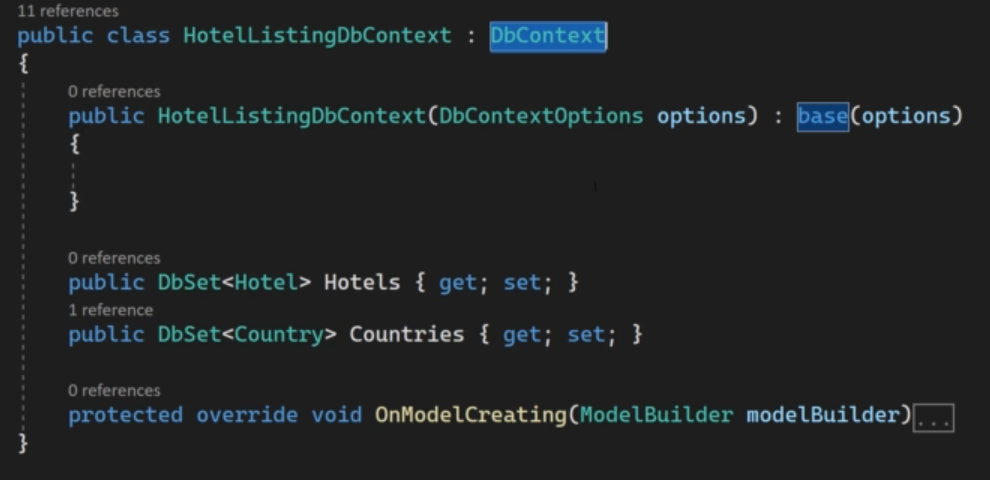 11 references
public class HotelListingDbContext : DbContext
{
0 references
public HotelListingDbContext(DbContextOptions options) : base(options)
{
}
0 references
public DbSet<Hotel> Hotels { get; set; }
1 reference
public DbSet<Country> Countries { get; set; }
0 references
protected override void OnModelCreating(ModelBuilder modelBuilder)...
}